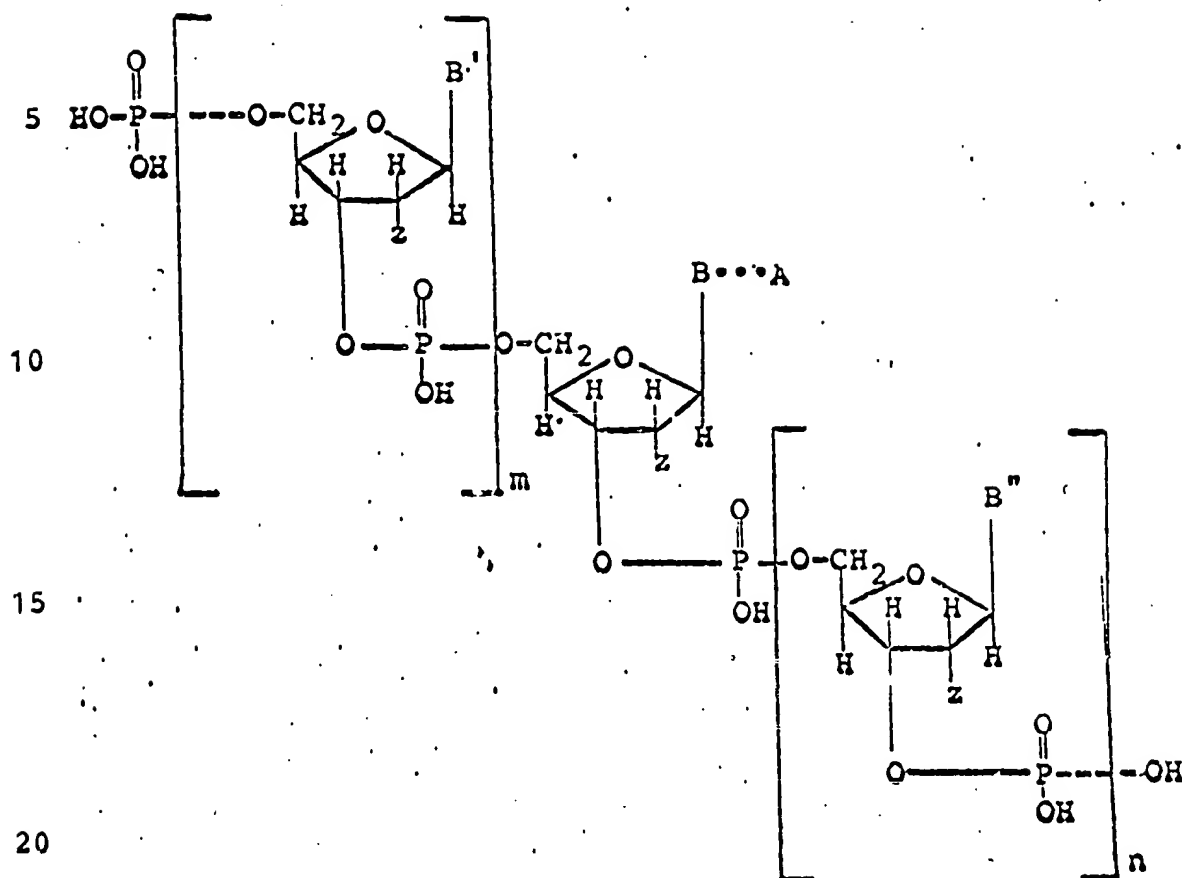 O B'
5 HO-P---O-CH2 O
OH H H
H z H
O B•••A
10 O-P-O-CH2 O
OH H H
m H z H
O B"
O P-O-CH2 O
15 OH H H
H z H
O
O P---OH
OH
20 n